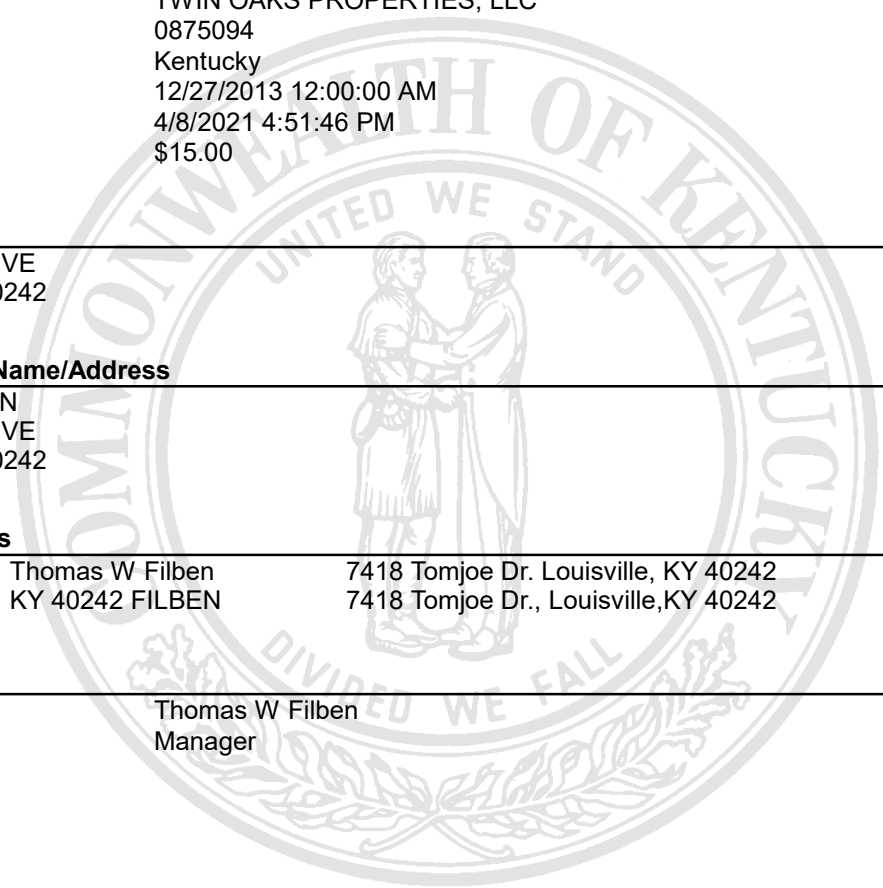 TWIN OAKS PROPERTIES, LLC
0875094
Kentucky
12/27/2013 12:00:00 AM
4/8/2021 4:51:46 PM
$15.00
VE
0242
Name/Address
N
VE
0242
s
Thomas W Filben 7418 Tomjoe Dr. Louisville, KY 40242
KY 40242 FILBEN 7418 Tomjoe Dr., Louisville,KY 40242
Thomas W Filben
Manager
COMMONWEALTH OF KENTUCKY
UNITED WE STAND
DIVIDED WE FALL